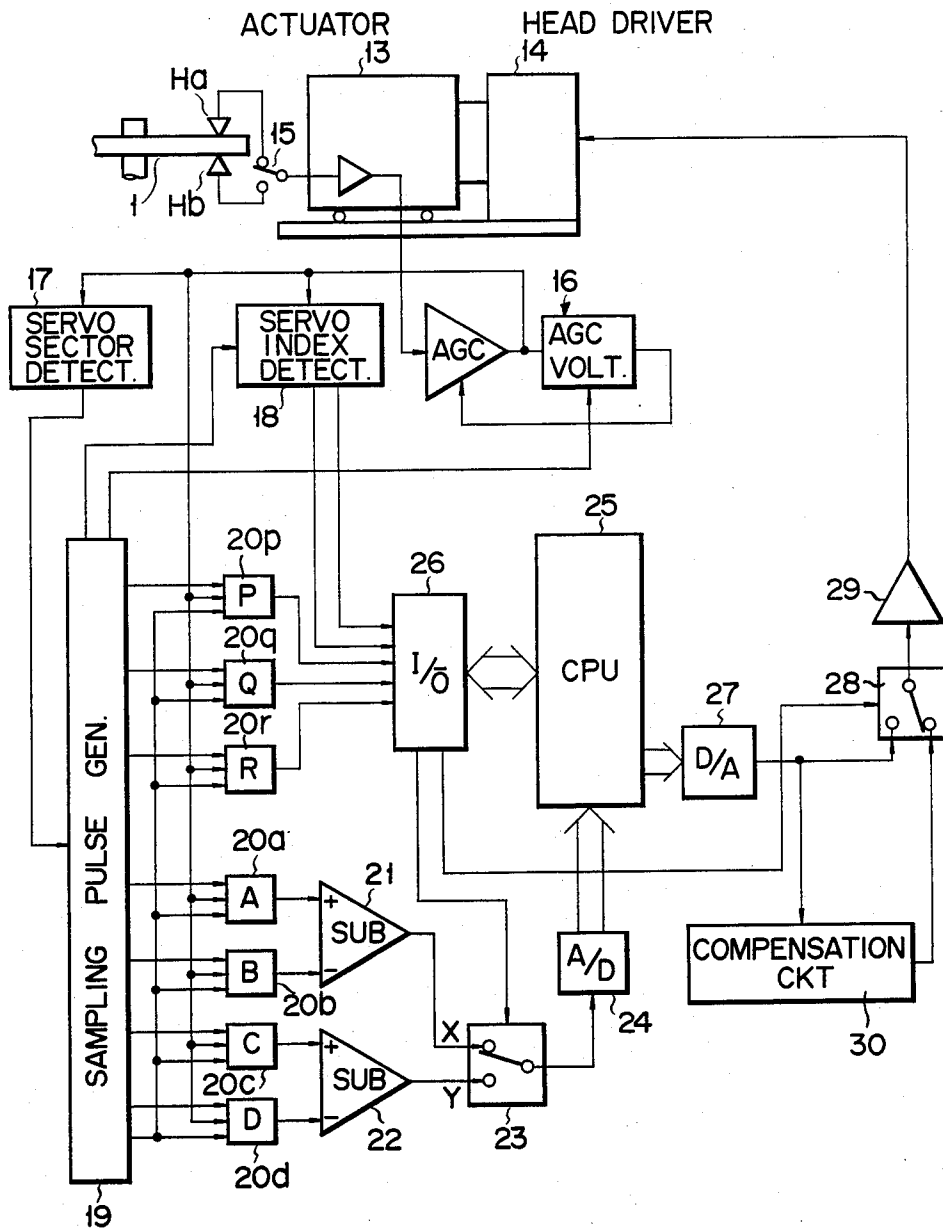 ACTUATOR HEAD DRIVER
13 14
Ha
15
1 Hb
17
SERVO
SECTOR
DETECT.
SERVO
INDEX
DETECT.
18
AGC
16
AGC
VOLT.
SAMPLING PULSE GEN.
19
20p
P
20q
Q
20r
R
20a
A
B
20b
C
20c
D
20d
21
+
SUB
-
+
SUB
-
22
26
I/O
25
CPU
27
D/A
28
29
A/D
24
X
Y
23
COMPENSATION
CKT
30